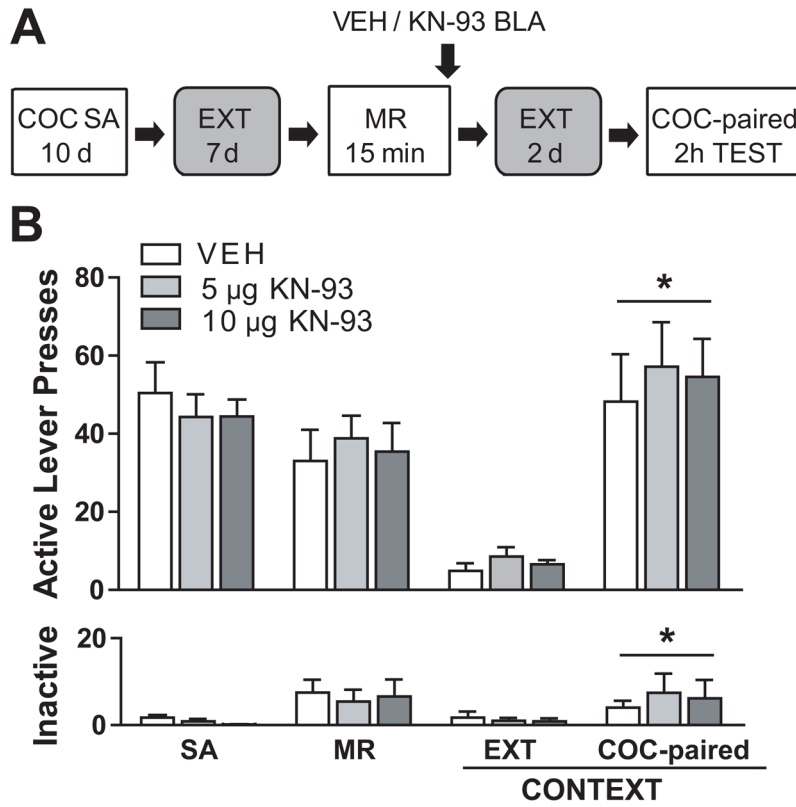 A
VEH / KN-93 BLA
COC SA
10 d
EXT
7d
MR
15 min
EXT
2 d
COC-paired
2h TEST
B
VEH
5 µg KN-93
10 µg KN-93
Active Lever Presses
80
60
40
20
0
*
Inactive
20
0
*
SA
MR
EXT
COC-paired
CONTEXT